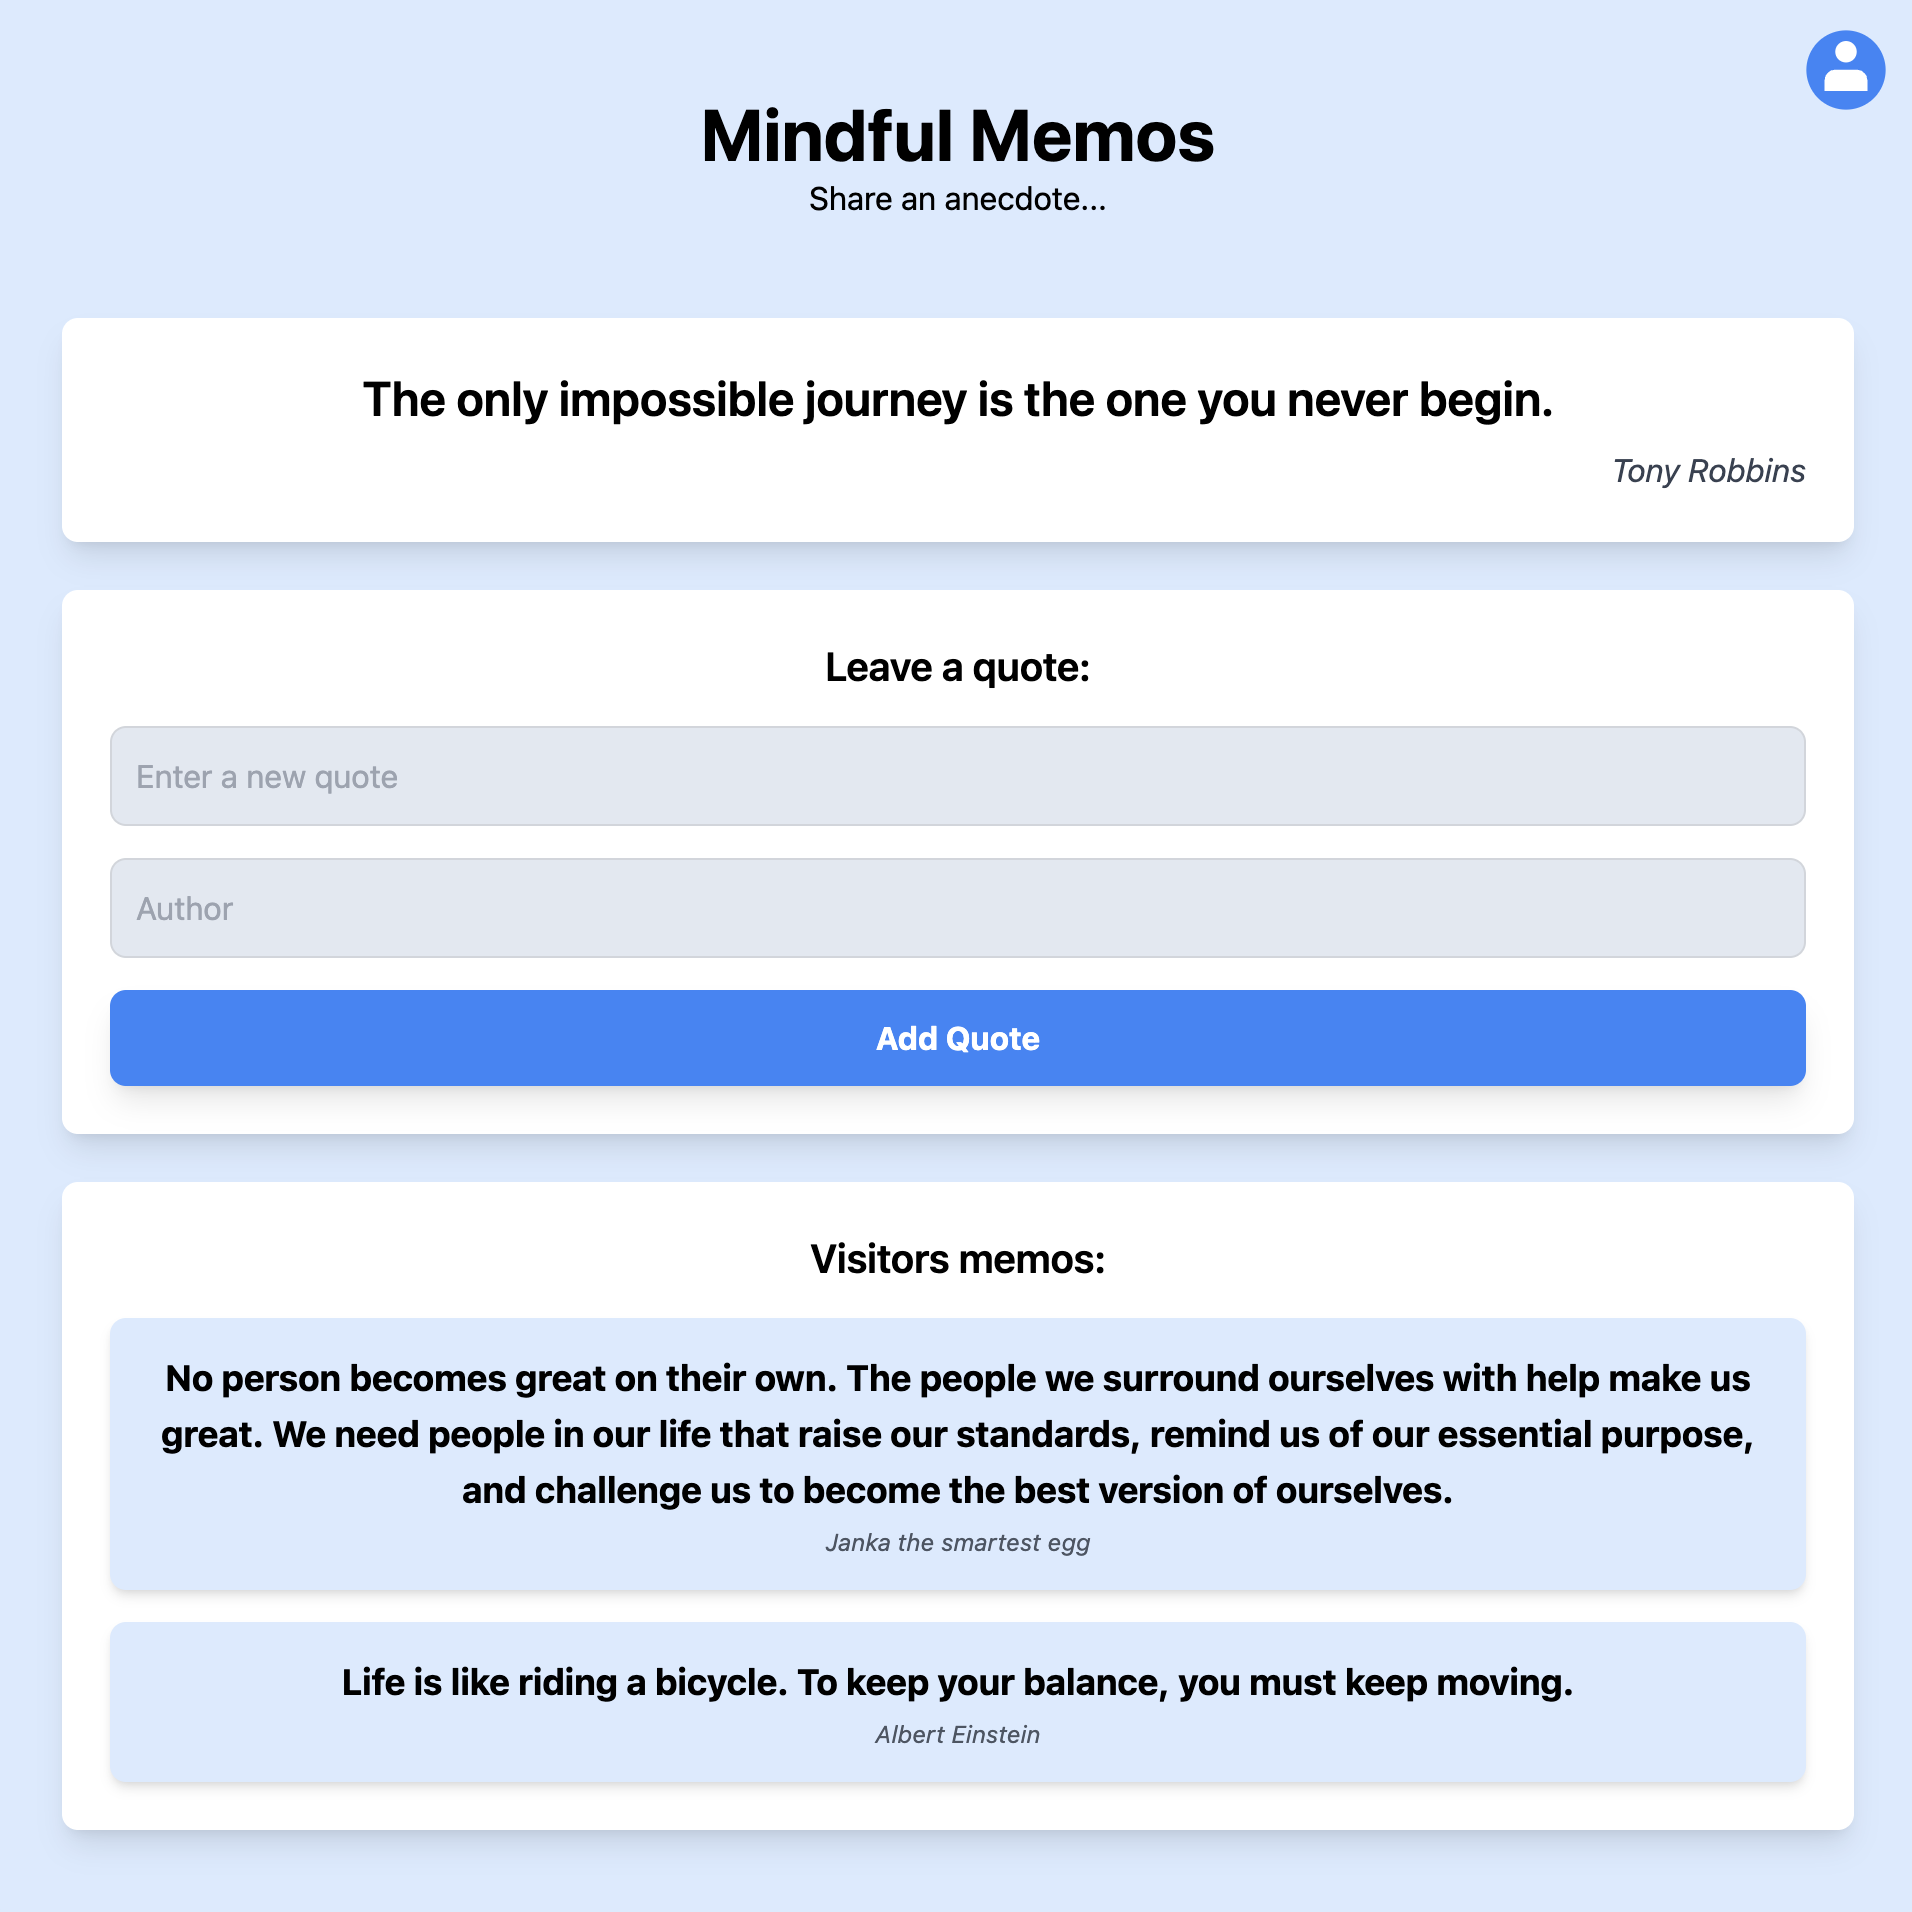 Mindful Memos
Share an anecdote...
The only impossible journey is the one you never begin.
Tony Robbins
Leave a quote:
Enter a new quote
Author
Add Quote
Visitors memos:
No person becomes great on their own. The people we surround ourselves with help make us
great. We need people in our life that raise our standards, remind us of our essential purpose,
and challenge us to become the best version of ourselves.
Janka the smartest egg
Life is like riding a bicycle. To keep your balance, you must keep moving.
Albert Einstein